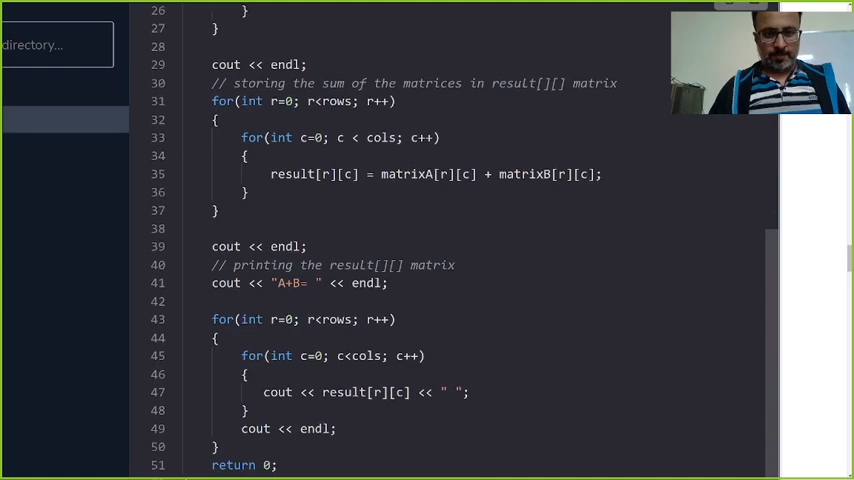 directory...
26 }
27 }
28
29 cout << endl;
30 // storing the sum of the matrices in result[][] matrix
31 for(int r=0; r<rows; r++)
32 {
33 for(int c=0; c < cols; c++)
34 {
35 result[r][c] = matrixA[r][c] + matrixB[r][c];
36 }
37 }
38
39 cout << endl;
40 // printing the result[][] matrix
41 cout << "A+B= " << endl;
42
43 for(int r=0; r<rows; r++)
44 {
45 for(int c=0; c<cols; c++)
46 {
47 cout << result[r][c] << " ";
48 }
49 cout << endl;
50 }
51 return 0;